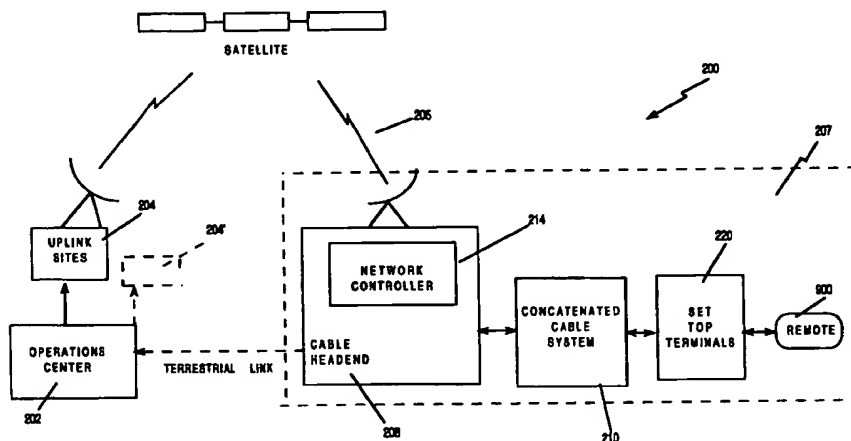 SATELLITE
200
206
207
204
204'
UPLINK
SITES
214
NETWORK
CONTROLLER
220
900
CONCATENATED
CABLE
SYSTEM
SET
TOP
TERMINALS
REMOTE
OPERATIONS
CENTER
CABLE
HEADEND
TERRESTRIAL LINK
202
208
210